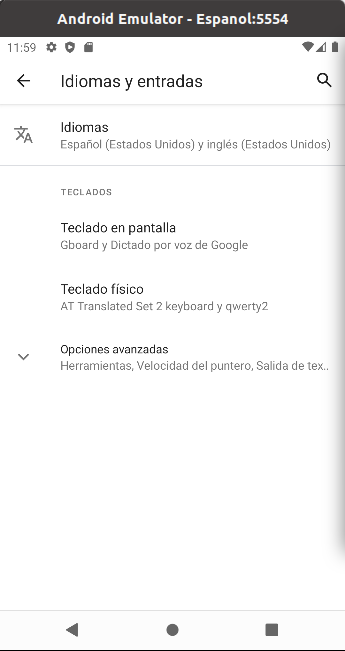 Android Emulator - Espanol:5554
11:59
Idiomas y entradas
Idiomas
Español (Estados Unidos) y inglés (Estados Unidos)
TECLADOS
Teclado en pantalla
Gboard y Dictado por voz de Google
Teclado físico
AT Translated Set 2 keyboard y qwerty2
Opciones avanzadas
Herramientas, Velocidad del puntero, Salida de tex..